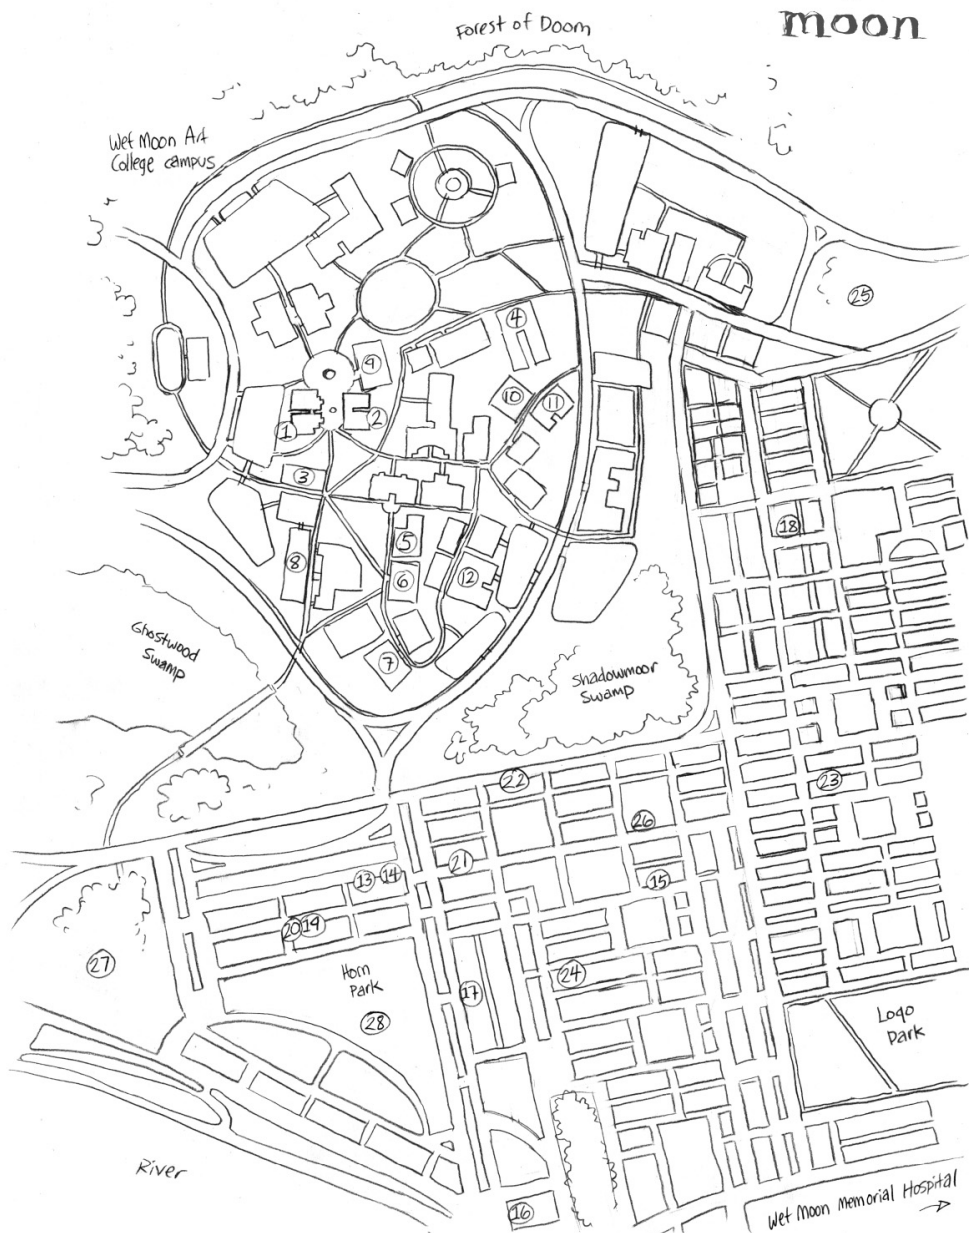 moon
Forest of Doom
Wet Moon Art
College campus
25
4
9
10
11
1
2
3
18
5
8
6
12
7
Ghostwood
Swamp
Shadowmoor
Swamp
22
23
26
21
13
14
15
20
19
27
Horn
Park
24
17
28
Logo
Park
River
16
Wet Moon Memorial Hospital